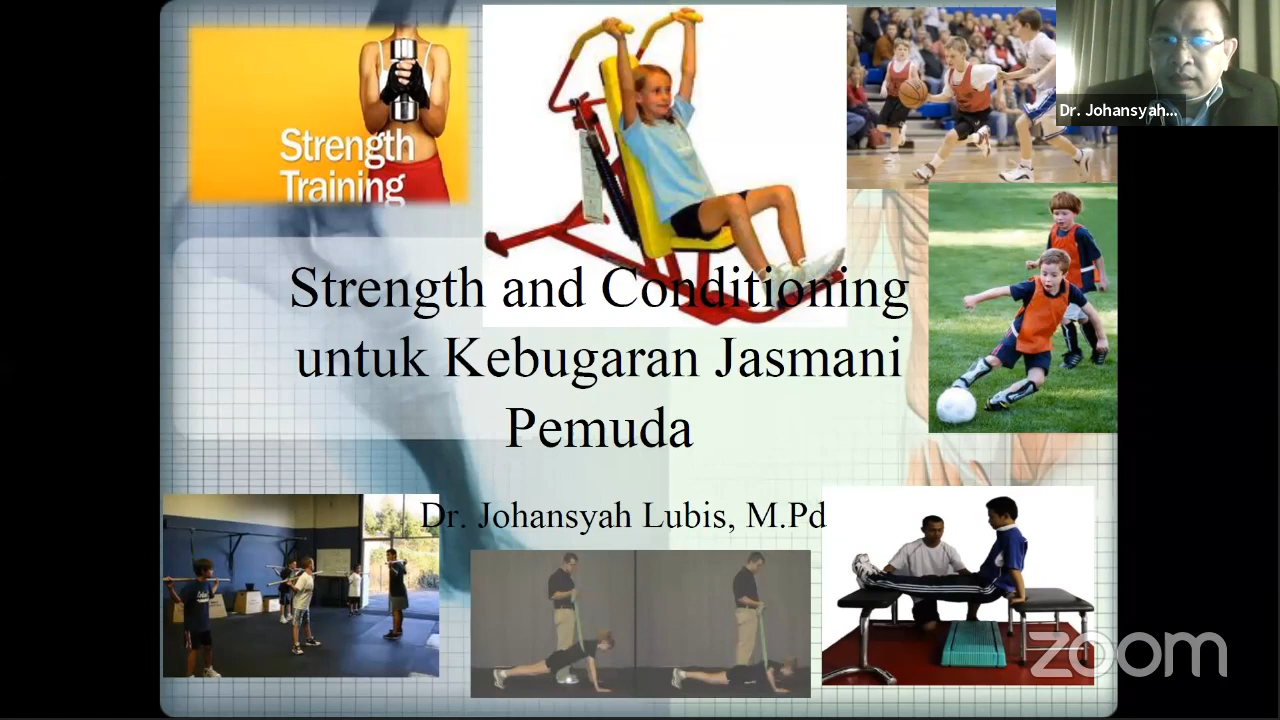 Strength
Training
Dr. Johansyah...
Strength and Conditioning
untuk Kebugaran Jasmani
Pemuda
Dr. Johansyah Lubis, M.Pd
zoom